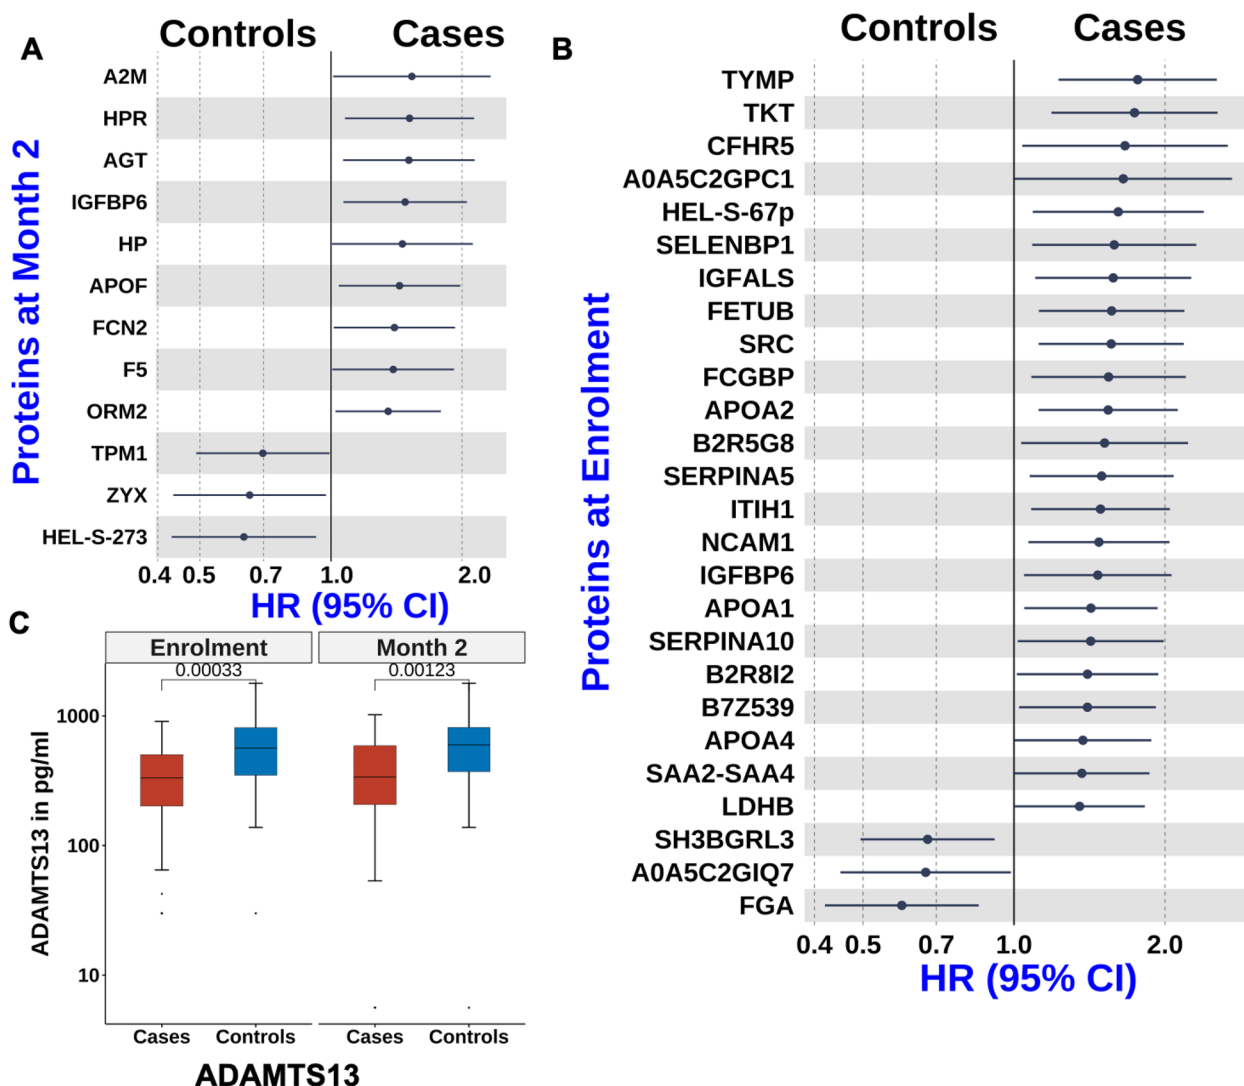 A
Controls Cases
Proteins at Month 2
A2M
HPR
AGT
IGFBP6
HP
APOF
FCN2
F5
ORM2
TPM1
ZYX
HEL-S-273
0.4 0.5 0.7 1.0 2.0
HR (95% CI)
B
Controls Cases
Proteins at Enrolment
TYMP
TKT
CFHR5
A0A5C2GPC1
HEL-S-67p
SELENBP1
IGFALS
FETUB
SRC
FCGBP
APOA2
B2R5G8
SERPINA5
ITIH1
NCAM1
IGFBP6
APOA1
SERPINA10
B2R8I2
B7Z539
APOA4
SAA2-SAA4
LDHB
SH3BGRL3
A0A5C2GIQ7
FGA
0.4 0.5 0.7 1.0 2.0
HR (95% CI)
C
Enrolment Month 2
0.00033 0.00123
ADAMTS13 in pg/ml
1000
100
10
Cases Controls Cases Controls
ADAMTS13